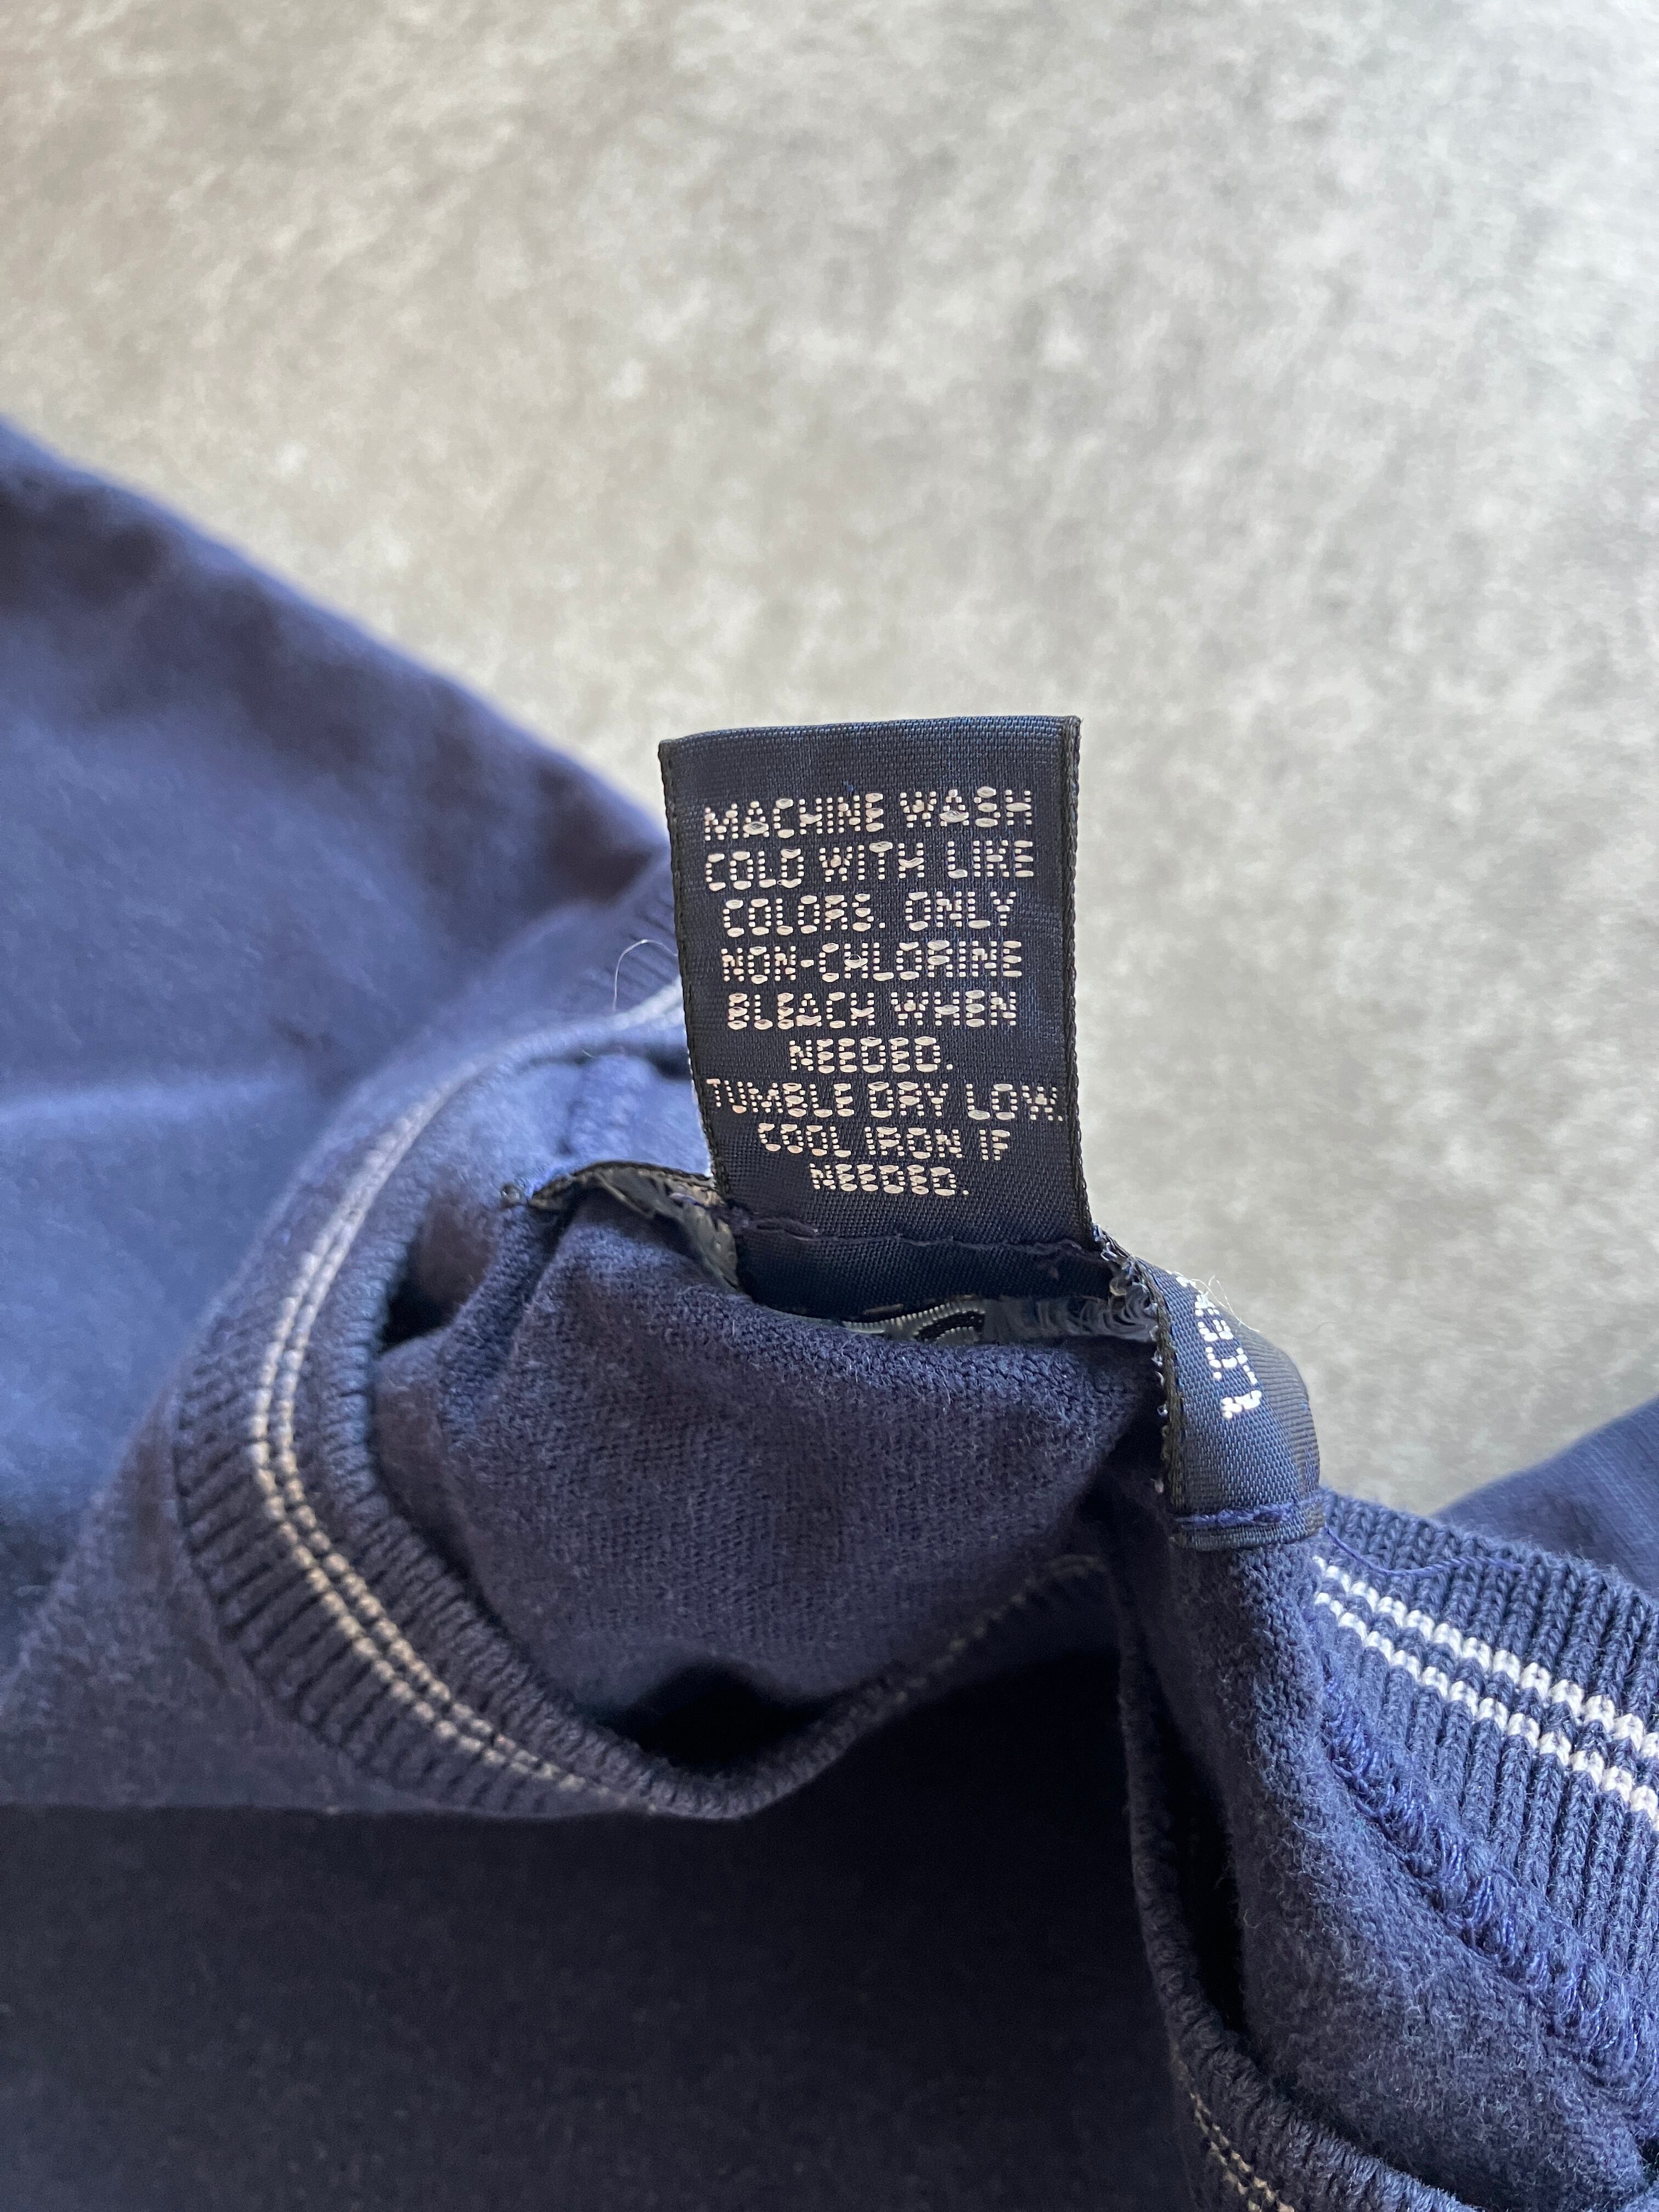 MACHINE WASH
COLD WITH LIKE
COLORS. ONLY
NON-CHLORINE
BLEACH WHEN
NEEDED.
TUMBLE DRY LOW.
COOL IRON IF
NEEDED.